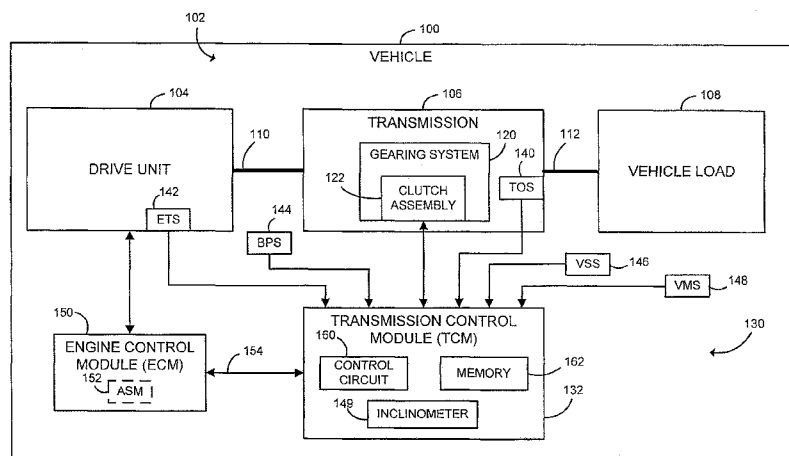 102
100
VEHICLE
104
DRIVE UNIT
142
ETS
110
106
TRANSMISSION
120
GEARING SYSTEM
122
CLUTCH
ASSEMBLY
140
TOS
112
108
VEHICLE LOAD
144
BPS
VSS
146
VMS
148
130
150
ENGINE CONTROL
MODULE (ECM)
152
ASM
154
TRANSMISSION CONTROL
MODULE (TCM)
160
CONTROL
CIRCUIT
MEMORY
162
149
INCLINOMETER
132